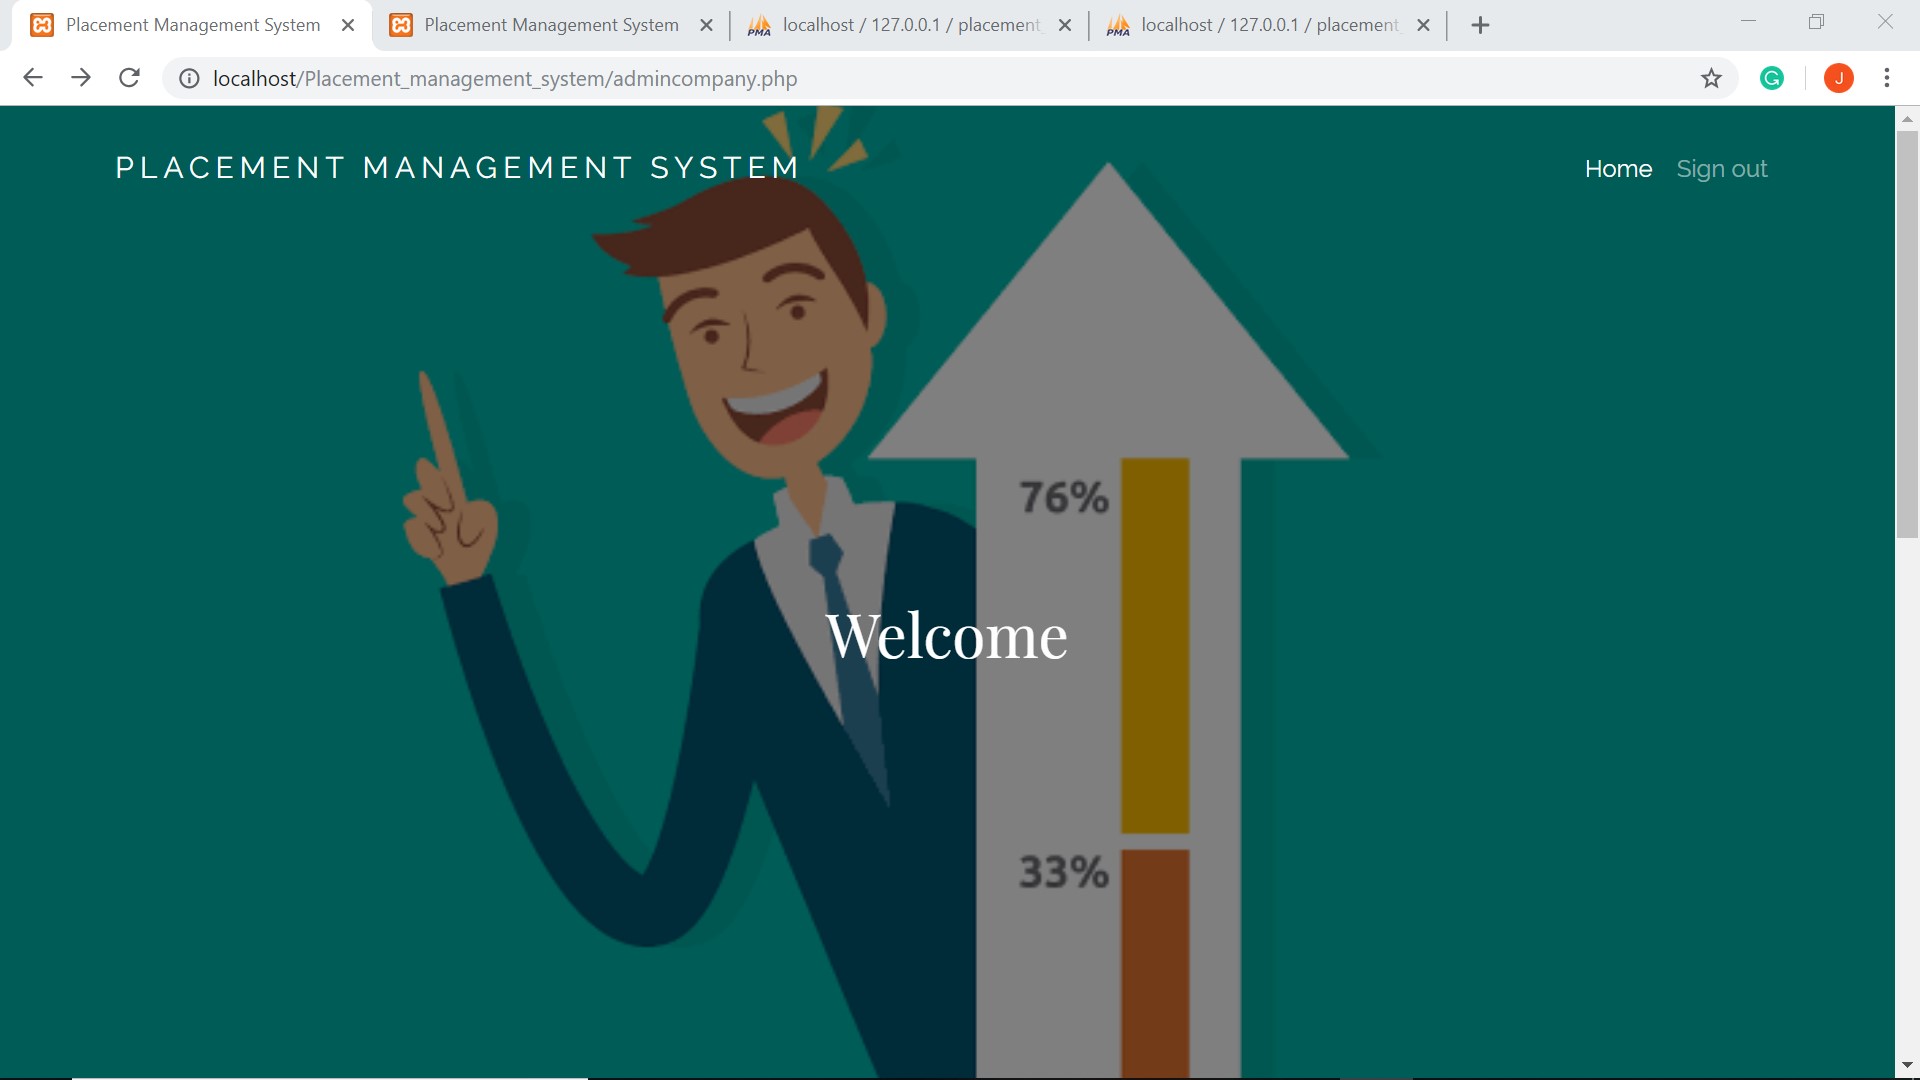 Placement Management System
Placement Management System
PMA localhost / 127.0.0.1 / placement
PMA localhost / 127.0.0.1 / placement
localhost/Placement_management_system/admincompany.php
G
J
PLACEMENT MANAGEMENT SYSTEM
Home Sign out
76%
Welcome
33%